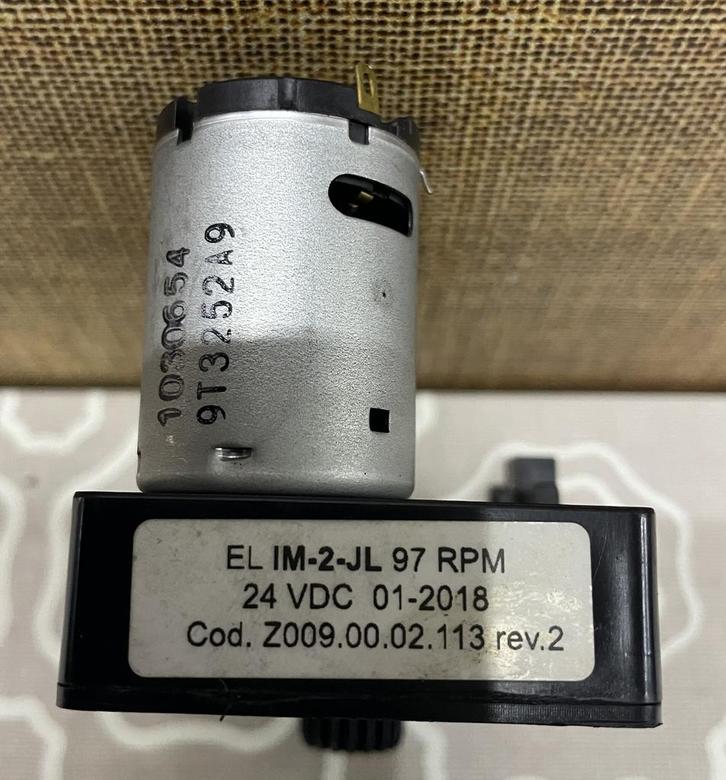 1030654
9T3252A9
EL IM-2-JL 97 RPM
24 VDC 01-2018
Cod. Z009.00.02.113 rev.2